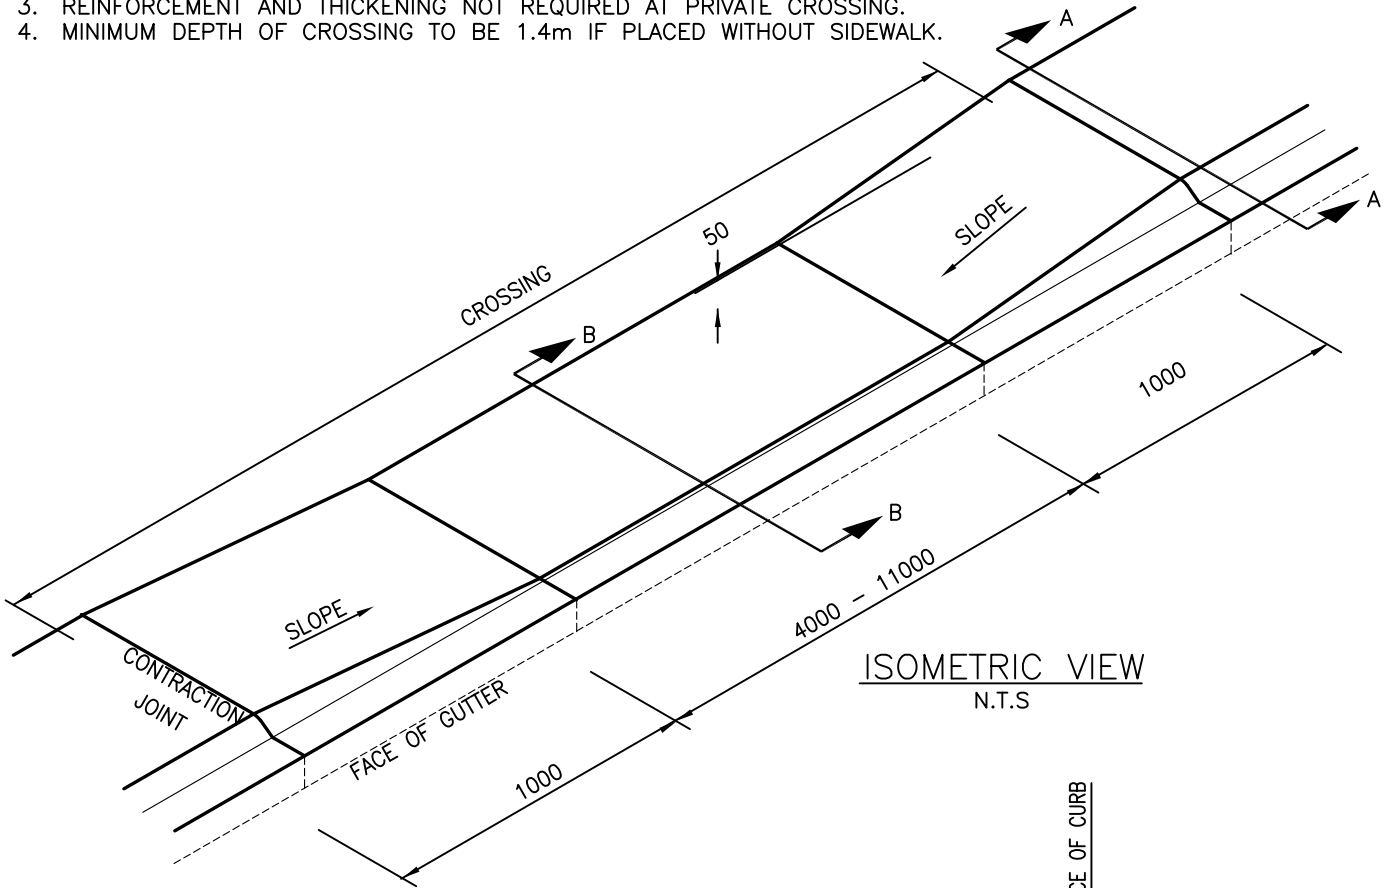 3. REINFORCEMENT AND THICKENING NOT REQUIRED AT PRIVATE CROSSING.
4. MINIMUM DEPTH OF CROSSING TO BE 1.4m IF PLACED WITHOUT SIDEWALK.
A
A
SLOPE
50
CROSSING
B
1000
B
4000 - 11000
SLOPE
CONTRACTION
JOINT
ISOMETRIC VIEW
N.T.S
FACE OF GUTTER
1000
OF CURB